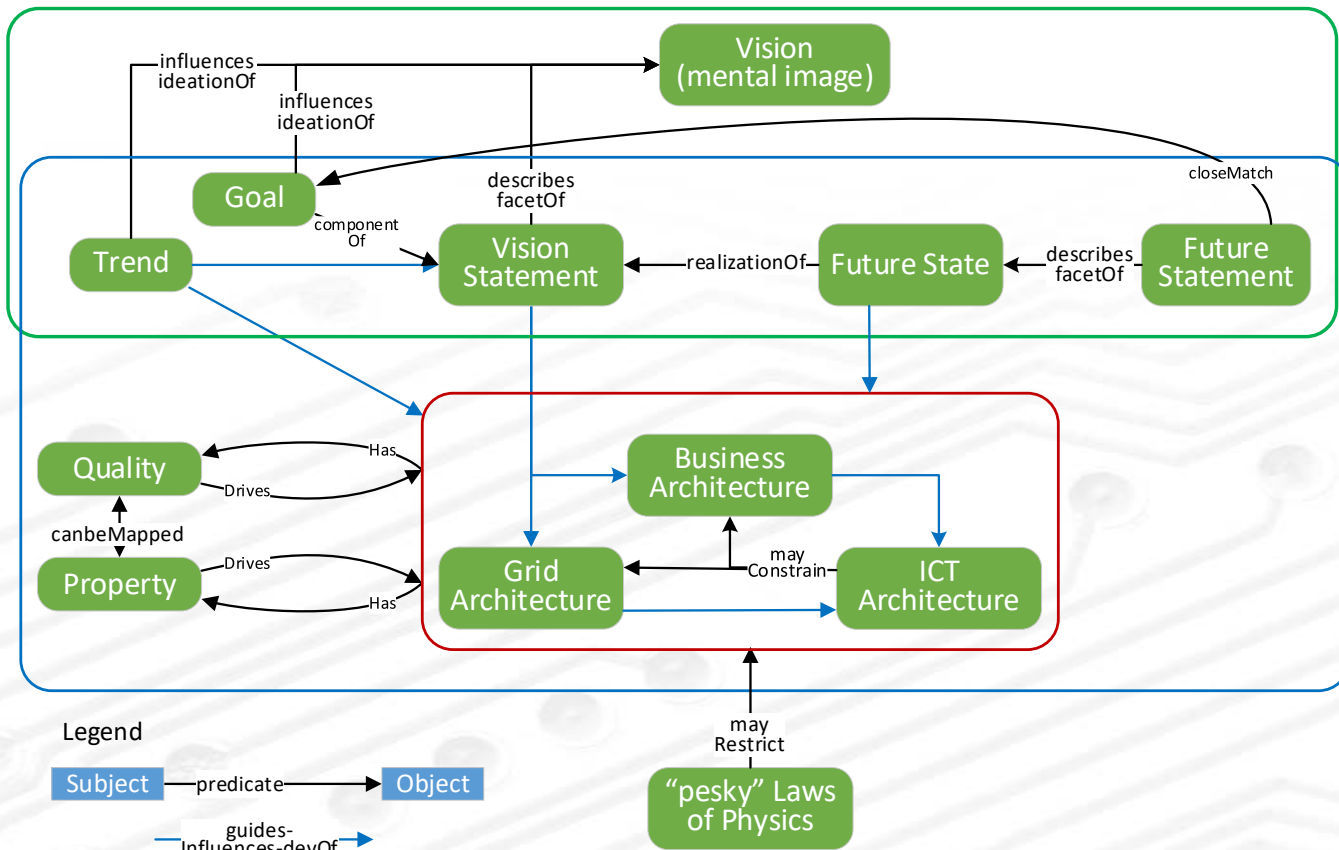 Vision
(mental image)
influences
ideationOf
influences
ideationOf
closeMatch
Goal
describes
facetOf
component
Of
Trend
Vision
Statement
realizationOf
Future State
describes
facetOf
Future
Statement
Quality
Has
Drives
Business
Architecture
canbeMapped
Property
Drives
Has
Grid
Architecture
may
Constrain
ICT
Architecture
Legend
may
Restrict
Subject
predicate
Object
“pesky” Laws
of Physics
guides-
Influences-devOf